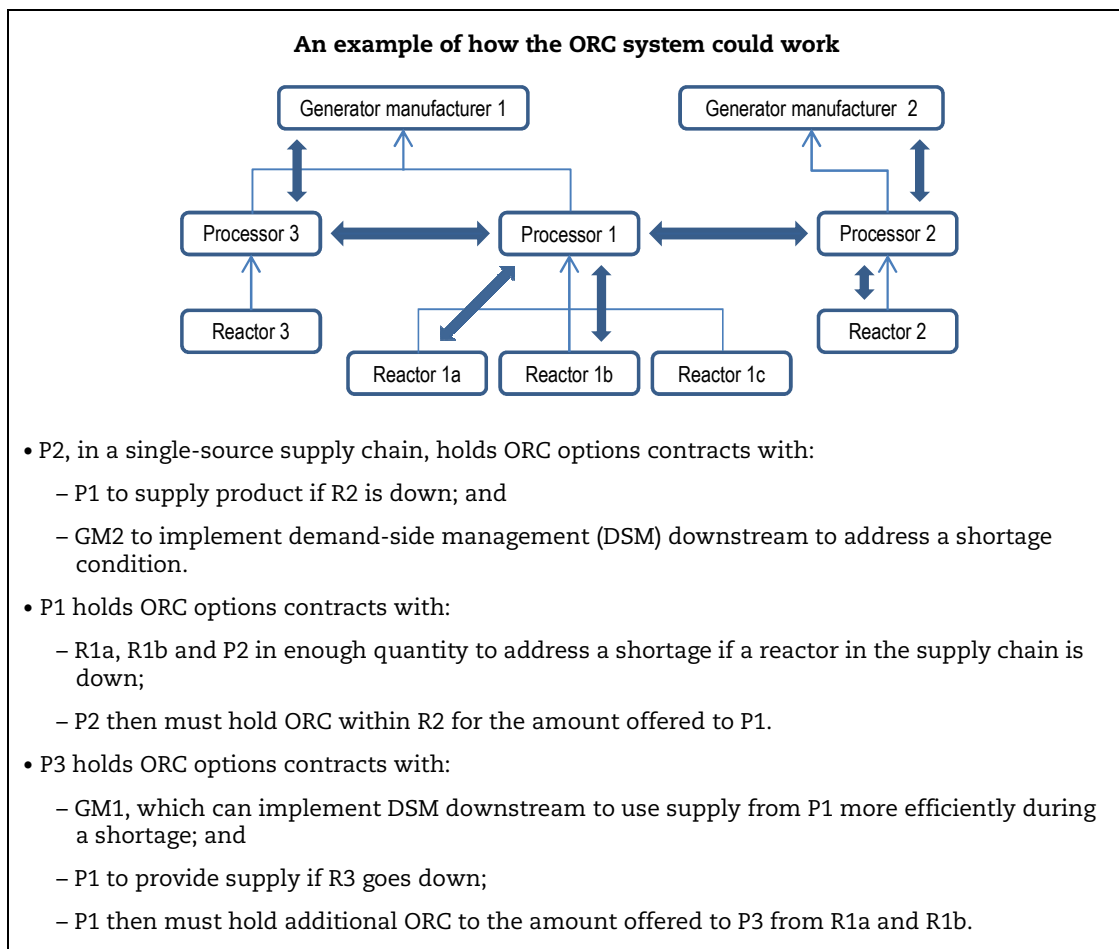 An example of how the ORC system could work
Generator manufacturer 1
Generator manufacturer 2
Processor 3
Processor 1
Processor 2
Reactor 3
Reactor 2
Reactor 1a
Reactor 1b
Reactor 1c
• P2, in a single-source supply chain, holds ORC options contracts with:
– P1 to supply product if R2 is down; and
– GM2 to implement demand-side management (DSM) downstream to address a shortage
condition.
• P1 holds ORC options contracts with:
– R1a, R1b and P2 in enough quantity to address a shortage if a reactor in the supply chain is
down;
– P2 then must hold ORC within R2 for the amount offered to P1.
• P3 holds ORC options contracts with:
– GM1, which can implement DSM downstream to use supply from P1 more efficiently during
a shortage; and
– P1 to provide supply if R3 goes down;
– P1 then must hold additional ORC to the amount offered to P3 from R1a and R1b.